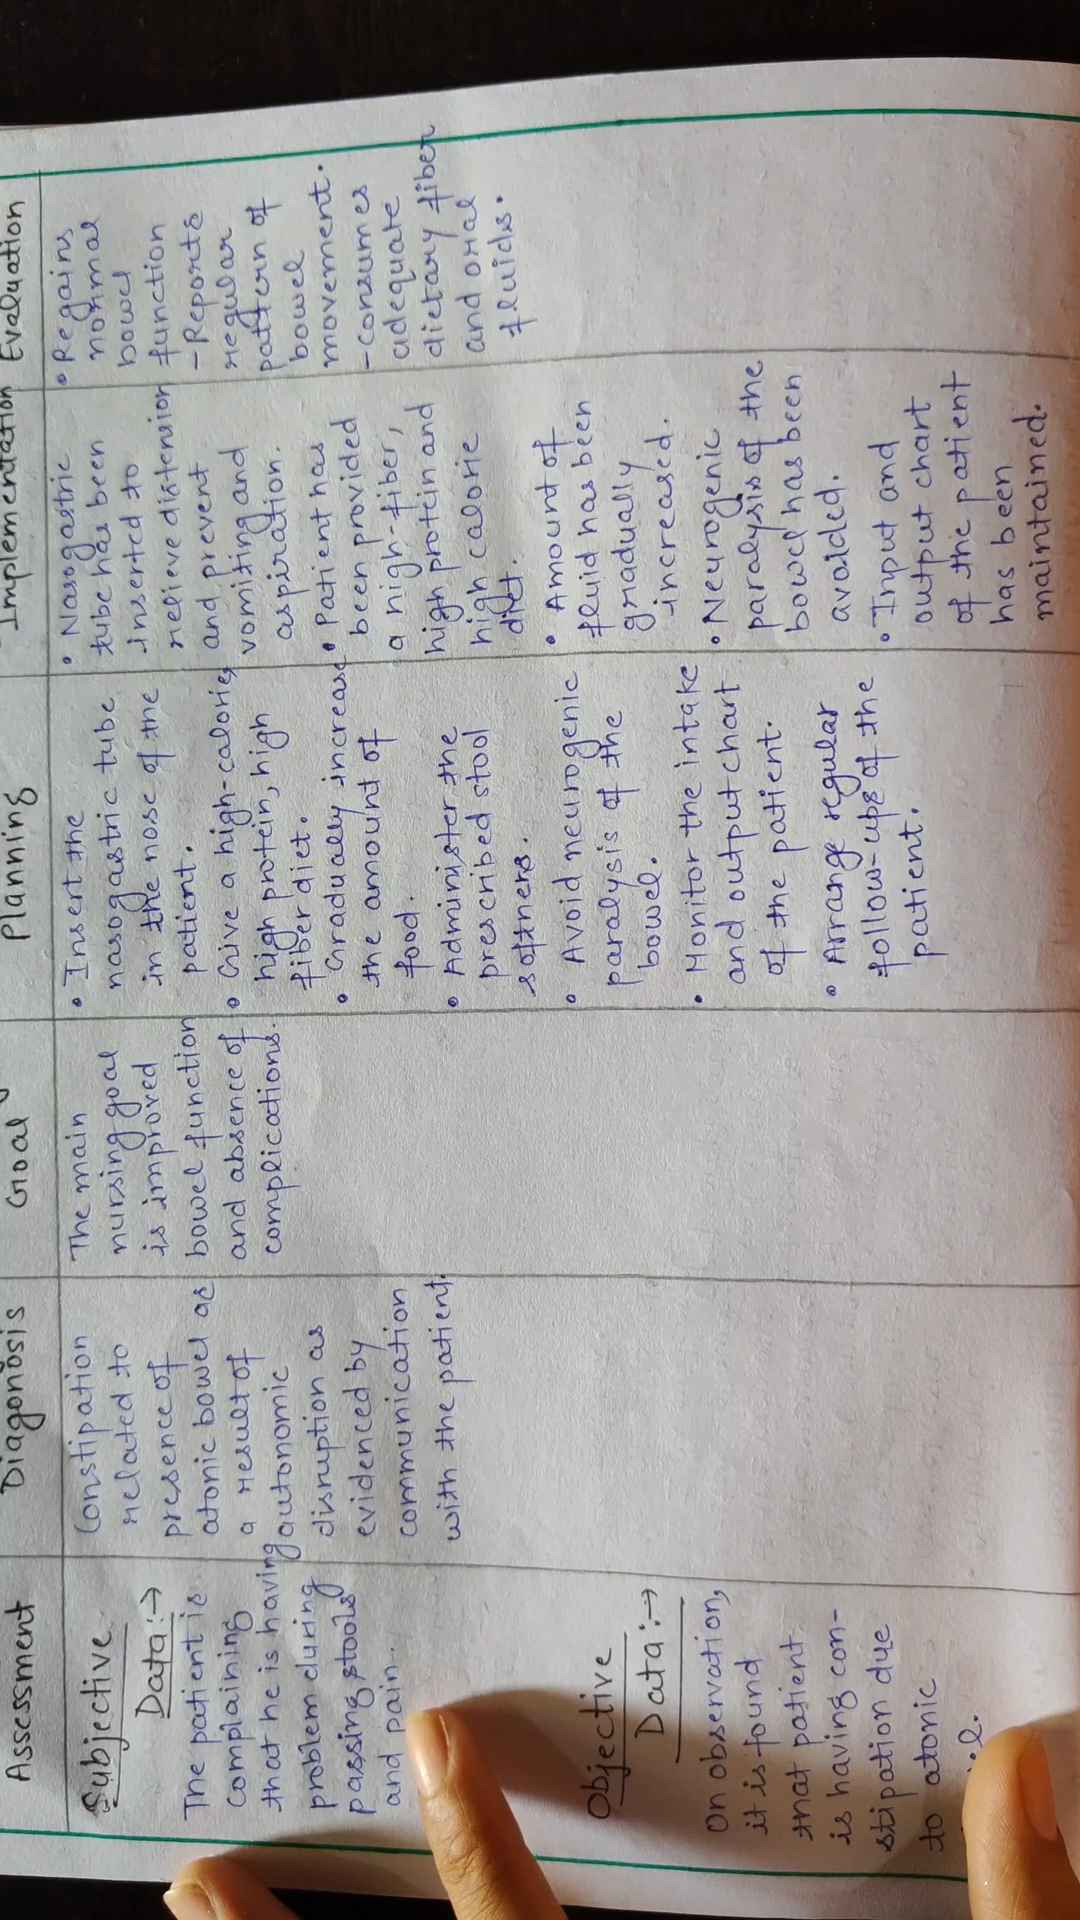 Assessment
Subjective
Data:→
The patient is
complaining
that he is having
problem during
passing stools
and pain.
Objective
Data:→
On observation,
it is found
that patient
is having con-
stipation due
to atonic
Diagonosis
Constipation
related to
presence of
atonic bowel as
a result of
autonomic
disruption as
evidenced by
communication
with the patient.
Goal
The main
nursing goal
is improved
bowel function
and absence of
complications.
Planning
• Insert the
nasogastric tube
in the nose of the
patient.
• Give a high-calorie,
high protein, high
fiber diet.
• Gradually increase
the amount of
food.
• Administer the
prescribed stool
softners.
• Avoid neurogenic
paralysis of the
bowel.
• Monitor the intake
and output chart
of the patient.
• Arrange regular
follow-ups of the
patient.
Implementation
• Nasogastric
tube has been
inserted to
relieve distension
and prevent
vomiting and
aspiration.
• Patient has
been provided
a high-fiber,
high protein and
high calorie
diet.
• Amount of
fluid has been
gradually
increased.
• Neurogenic
paralysis of the
bowel has been
avoided.
• Input and
output chart
of the patient
has been
maintained.
Evaluation
• Regains
normal
bowel
function
- Reports
regular
pattern of
bowel
movement.
- consumes
adequate
dietary fiber
and oral
fluids.